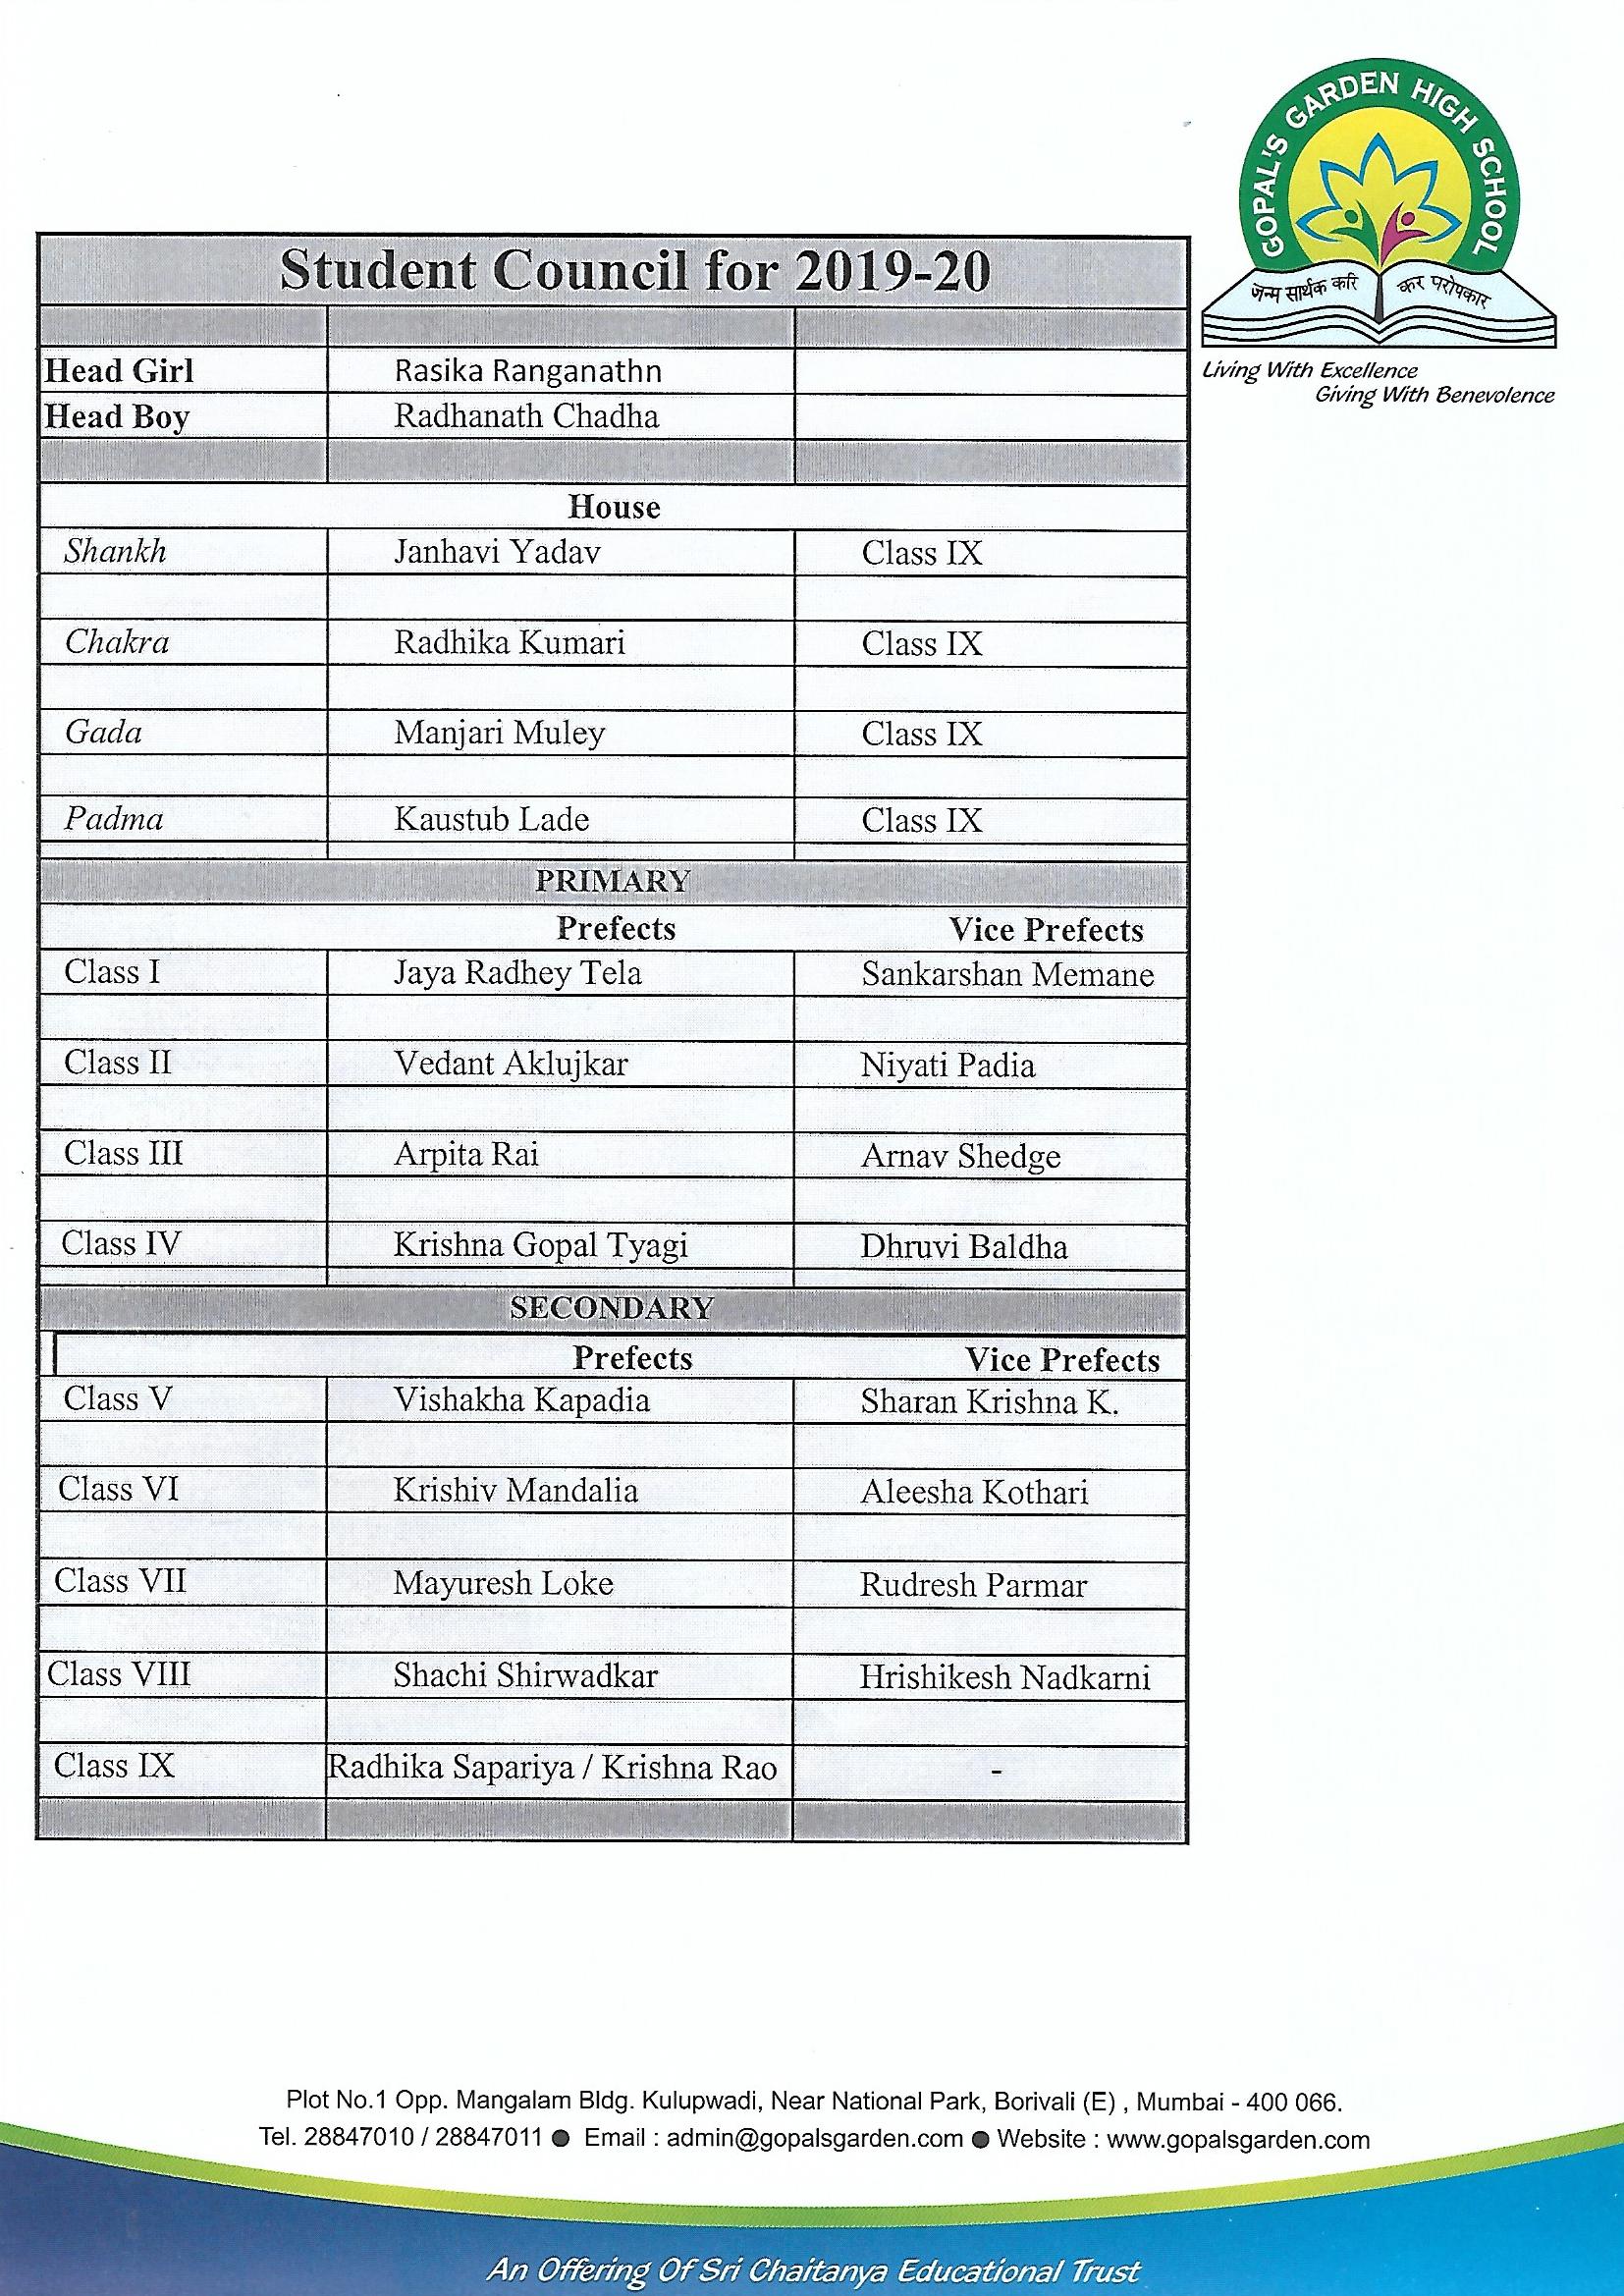 GOPAL'S GARDEN HIGH SCHOOL
जन्म सार्थक करि कर परोपकार
Living With Excellence
Giving With Benevolence
Student Council for 2019-20
Head Girl Rasika Ranganathn
Head Boy Radhanath Chadha
House
Shankh Janhavi Yadav Class IX
Chakra Radhika Kumari Class IX
Gada Manjari Muley Class IX
Padma Kaustub Lade Class IX
PRIMARY
Prefects Vice Prefects
Class I Jaya Radhey Tela Sankarshan Memane
Class II Vedant Aklujkar Niyati Padia
Class III Arpita Rai Arnav Shedge
Class IV Krishna Gopal Tyagi Dhruvi Baldha
SECONDARY
Prefects Vice Prefects
Class V Vishakha Kapadia Sharan Krishna K.
Class VI Krishiv Mandalia Aleesha Kothari
Class VII Mayuresh Loke Rudresh Parmar
Class VIII Shachi Shirwadkar Hrishikesh Nadkarni
Class IX Radhika Sapariya / Krishna Rao -
Plot No.1 Opp. Mangalam Bldg. Kulupwadi, Near National Park, Borivali (E) , Mumbai - 400 066.
Tel. 28847010 / 28847011 ● Email : admin@gopalsgarden.com ● Website : www.gopalsgarden.com
An Offering Of Sri Chaitanya Educational Trust